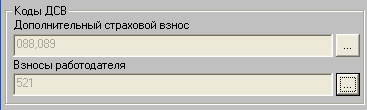 Коды ДСВ
Дополнительный страховой взнос
088,089
...
Взносы работодателя
521
...